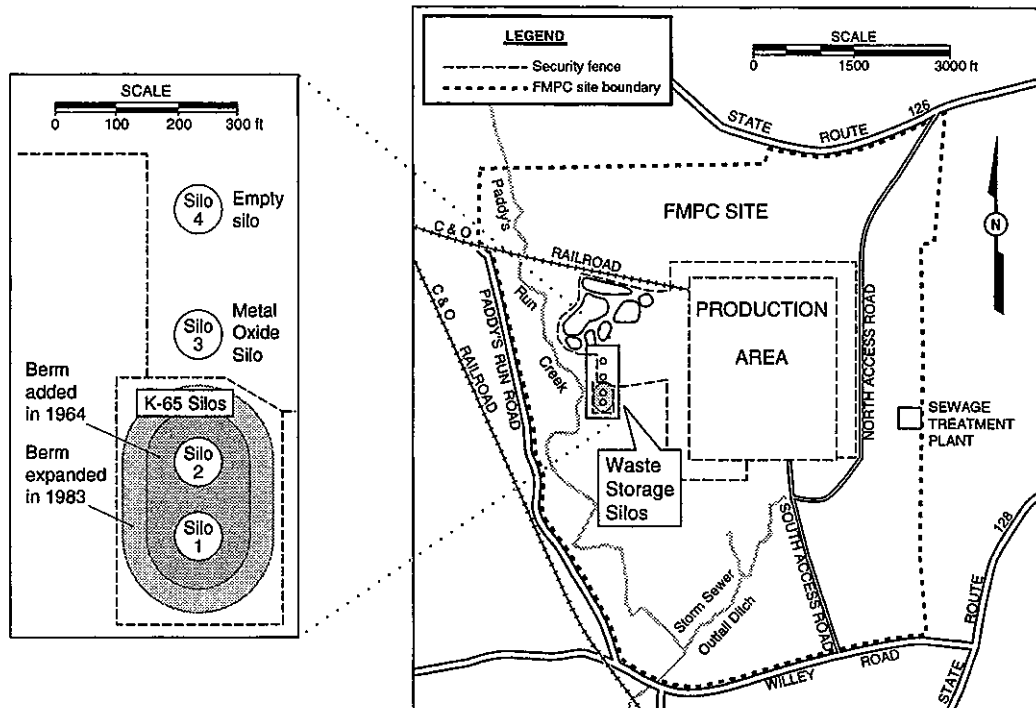 SCALE
0 100 200 300 ft
Silo
4
Empty
silo
Silo
3
Metal
Oxide
Silo
Berm
added
in 1964
K-65 Silos
Berm
expanded
in 1983
Silo
2
Silo
1
LEGEND
Security fence
FMPC site boundary
SCALE
0 1500 3000 ft
STATE ROUTE 126
Paddy's Run Creek
FMPC SITE
N
C & O RAILROAD
C & O RAILROAD
PADDY'S RUN ROAD
PRODUCTION
AREA
NORTH ACCESS ROAD
SEWAGE
TREATMENT
PLANT
Waste
Storage
Silos
Storm Sewer
Outfall Ditch
SOUTH ACCESS ROAD
WILLEY ROAD
STATE ROUTE 128